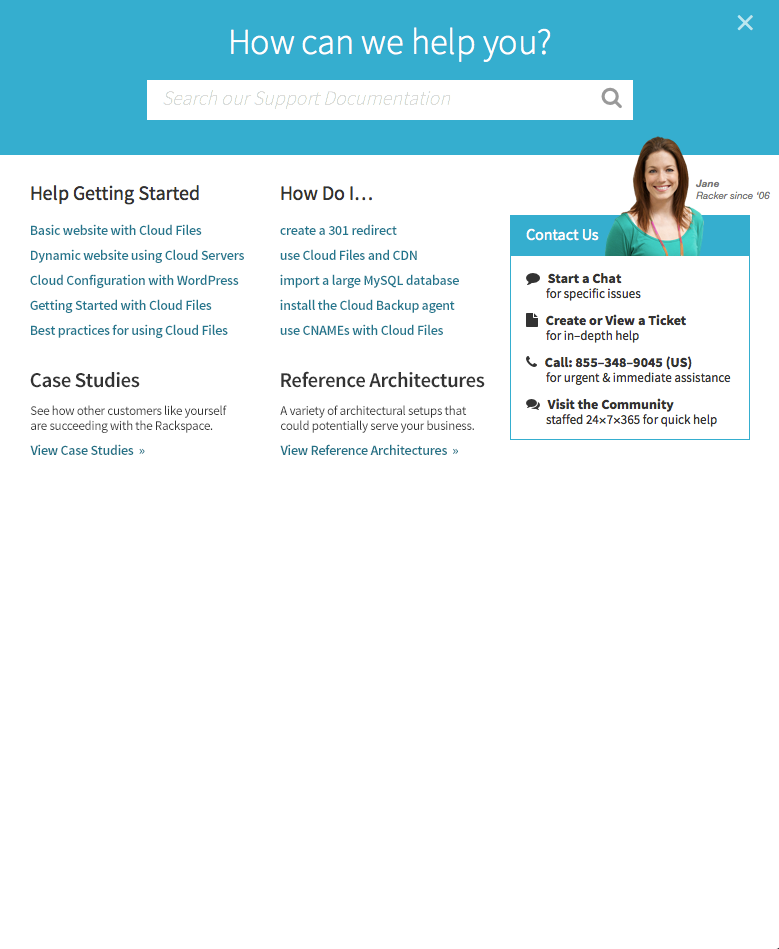 How can we help you?
Search our Support Documentation
Jane
Racker since '06
Help Getting Started
Basic website with Cloud Files
Dynamic website using Cloud Servers
Cloud Configuration with WordPress
Getting Started with Cloud Files
Best practices for using Cloud Files
How Do I...
create a 301 redirect
use Cloud Files and CDN
import a large MySQL database
install the Cloud Backup agent
use CNAMEs with Cloud Files
Contact Us
Start a Chat
for specific issues
Create or View a Ticket
for in–depth help
Call: 855–348–9045 (US)
for urgent & immediate assistance
Visit the Community
staffed 24×7×365 for quick help
Case Studies
See how other customers like yourself
are succeeding with the Rackspace.
View Case Studies »
Reference Architectures
A variety of architectural setups that
could potentially serve your business.
View Reference Architectures »